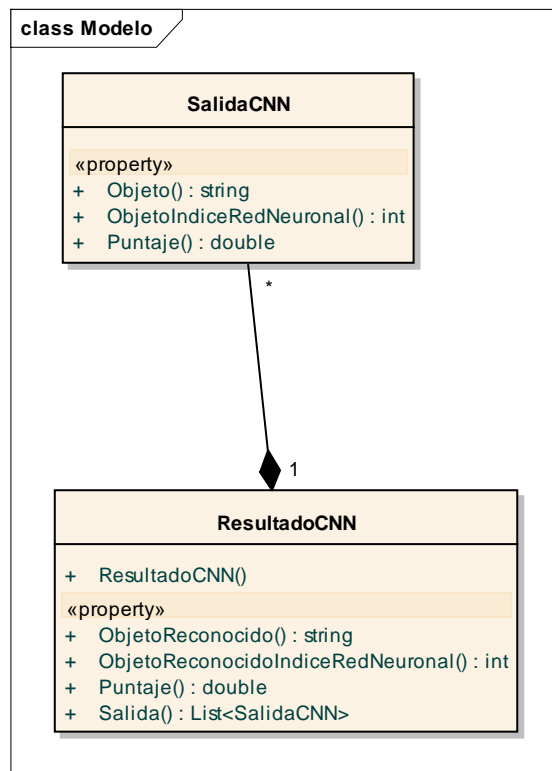 class Modelo
SalidaCNN
«property»
+ Objeto() : string
+ ObjetoIndiceRedNeuronal() : int
+ Puntaje() : double
*
1
ResultadoCNN
+ ResultadoCNN()
«property»
+ ObjetoReconocido() : string
+ ObjetoReconocidoIndiceRedNeuronal() : int
+ Puntaje() : double
+ Salida() : List<SalidaCNN>